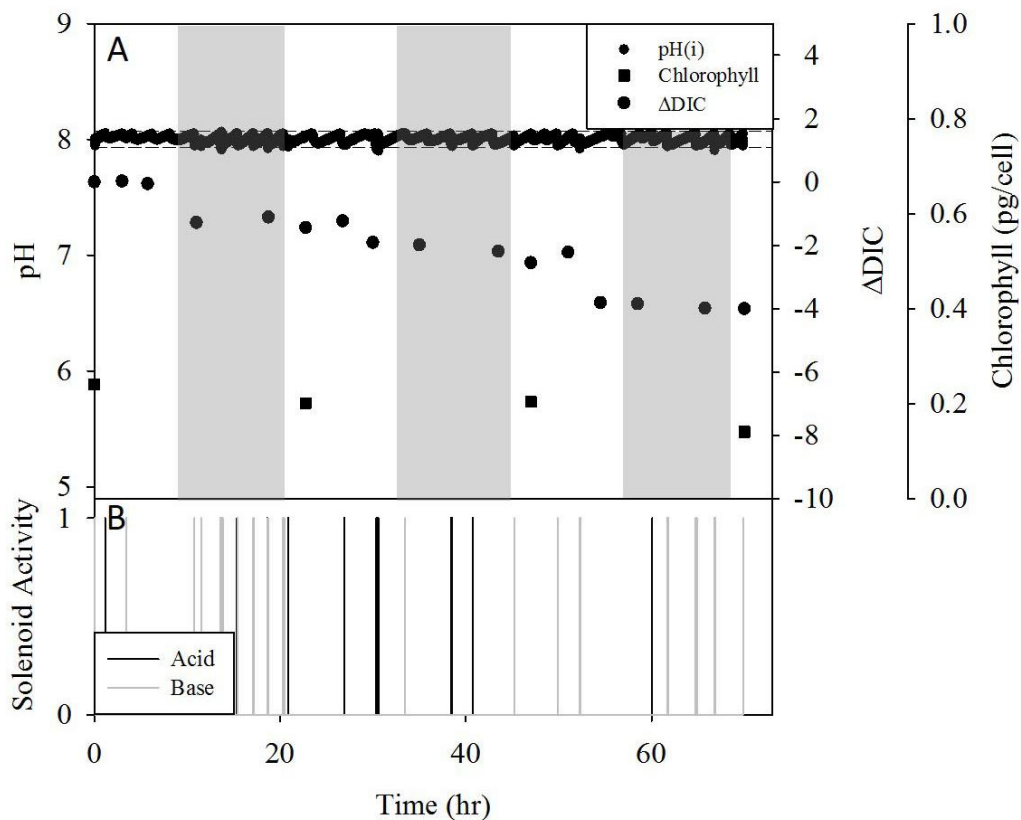 A
pH(i)
Chlorophyll
ΔDIC
9
8
7
6
5
pH
4
2
0
-2
-4
-6
-8
-10
ΔDIC
1.0
0.8
0.6
0.4
0.2
0.0
Chlorophyll (pg/cell)
B
Acid
Base
1
0
Solenoid Activity
0
20
40
60
Time (hr)